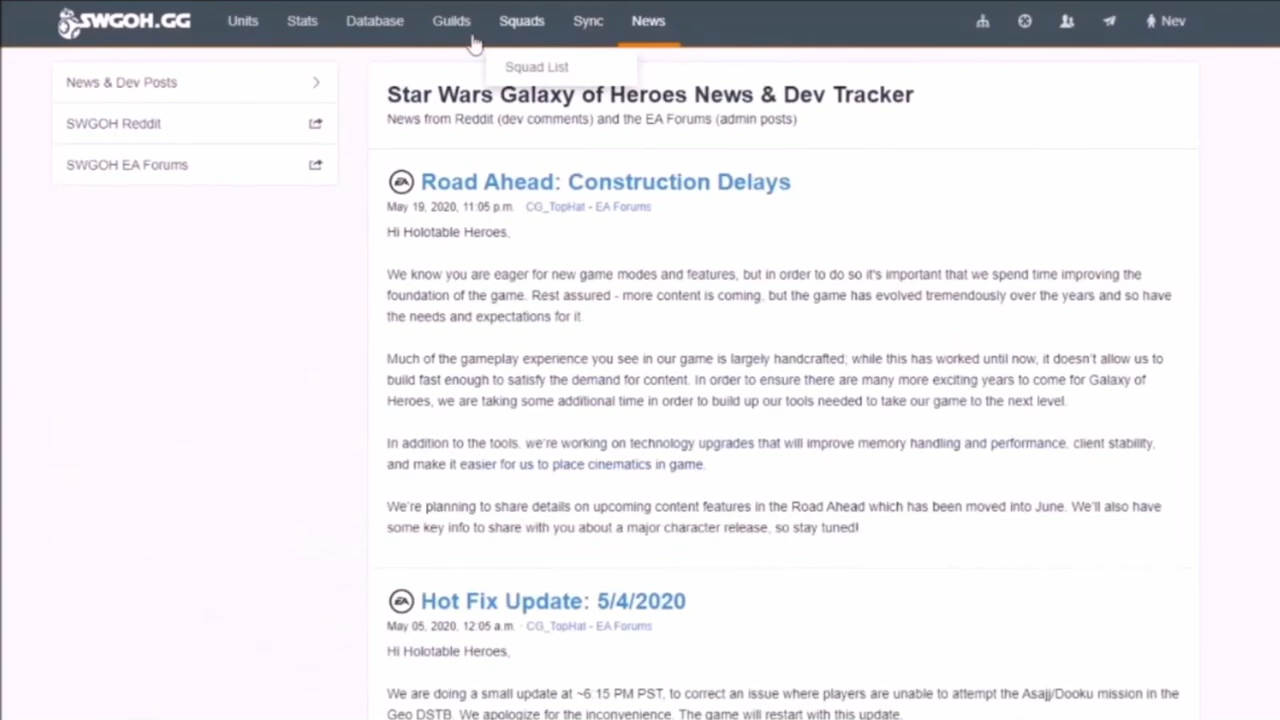 SWGOH.GG Units Stats Database Guilds Squads Sync News Nev
Squad List
News & Dev Posts
SWGOH Reddit
SWGOH EA Forums
Star Wars Galaxy of Heroes News & Dev Tracker
News from Reddit (dev comments) and the EA Forums (admin posts)
EA Road Ahead: Construction Delays
May 19, 2020, 11:05 p.m. CG_TopHat - EA Forums
Hi Holotable Heroes,
We know you are eager for new game modes and features, but in order to do so it's important that we spend time improving the
foundation of the game. Rest assured - more content is coming, but the game has evolved tremendously over the years and so have
the needs and expectations for it.
Much of the gameplay experience you see in our game is largely handcrafted; while this has worked until now, it doesn't allow us to
build fast enough to satisfy the demand for content. In order to ensure there are many more exciting years to come for Galaxy of
Heroes, we are taking some additional time in order to build up our tools needed to take our game to the next level.
In addition to the tools, we're working on technology upgrades that will improve memory handling and performance, client stability,
and make it easier for us to place cinematics in game.
We're planning to share details on upcoming content features in the Road Ahead which has been moved into June. We'll also have
some key info to share with you about a major character release, so stay tuned!
EA Hot Fix Update: 5/4/2020
May 05, 2020, 12:05 a.m. · CG_TopHat - EA Forums
Hi Holotable Heroes,
We are doing a small update at ~6:15 PM PST, to correct an issue where players are unable to attempt the Asajj/Dooku mission in the
Geo DSTB. We apologize for the inconvenience. The game will restart with this update.